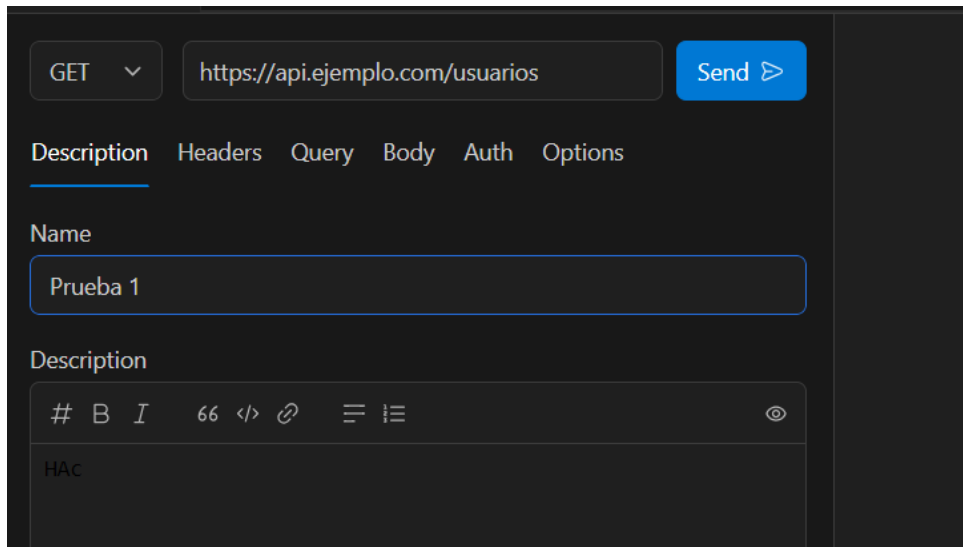 GET https://api.ejemplo.com/usuarios Send
Description Headers Query Body Auth Options
Name
Prueba 1
Description
HAc